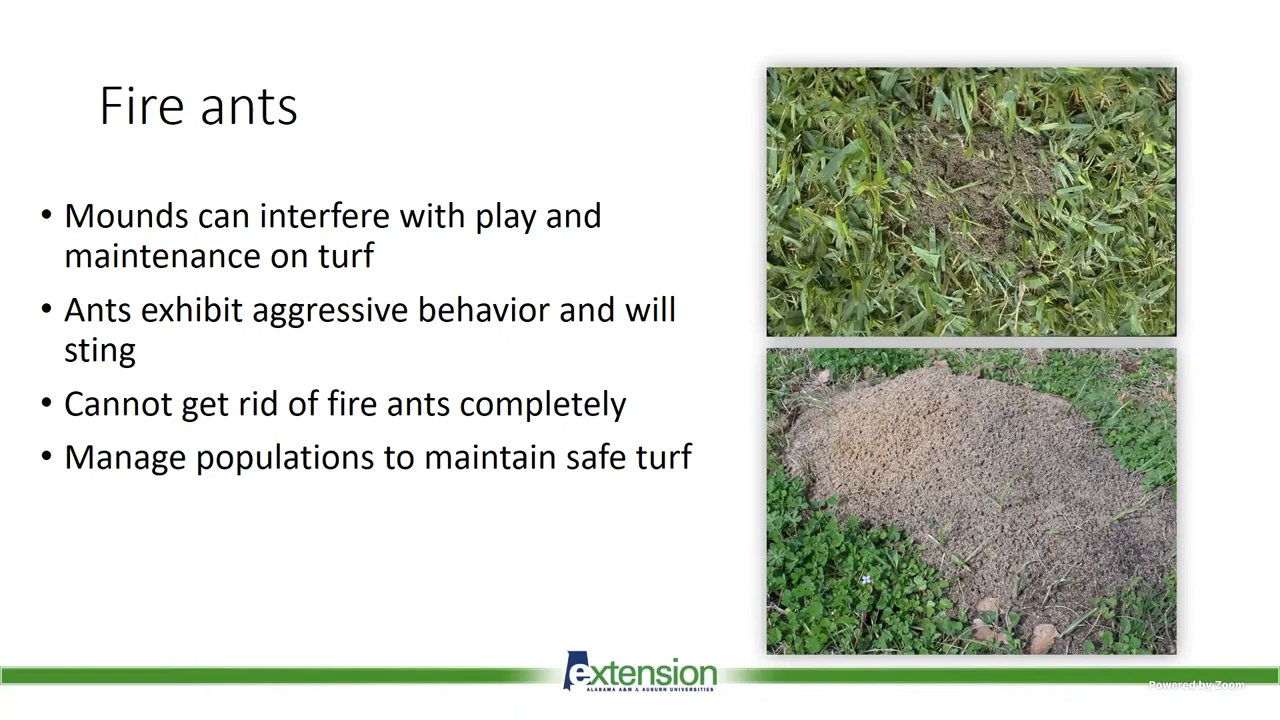 Fire ants
• Mounds can interfere with play and
maintenance on turf
• Ants exhibit aggressive behavior and will
sting
• Cannot get rid of fire ants completely
• Manage populations to maintain safe turf
extension
ALABAMA A&M & AUBURN UNIVERSITIES
Powered by Zoom